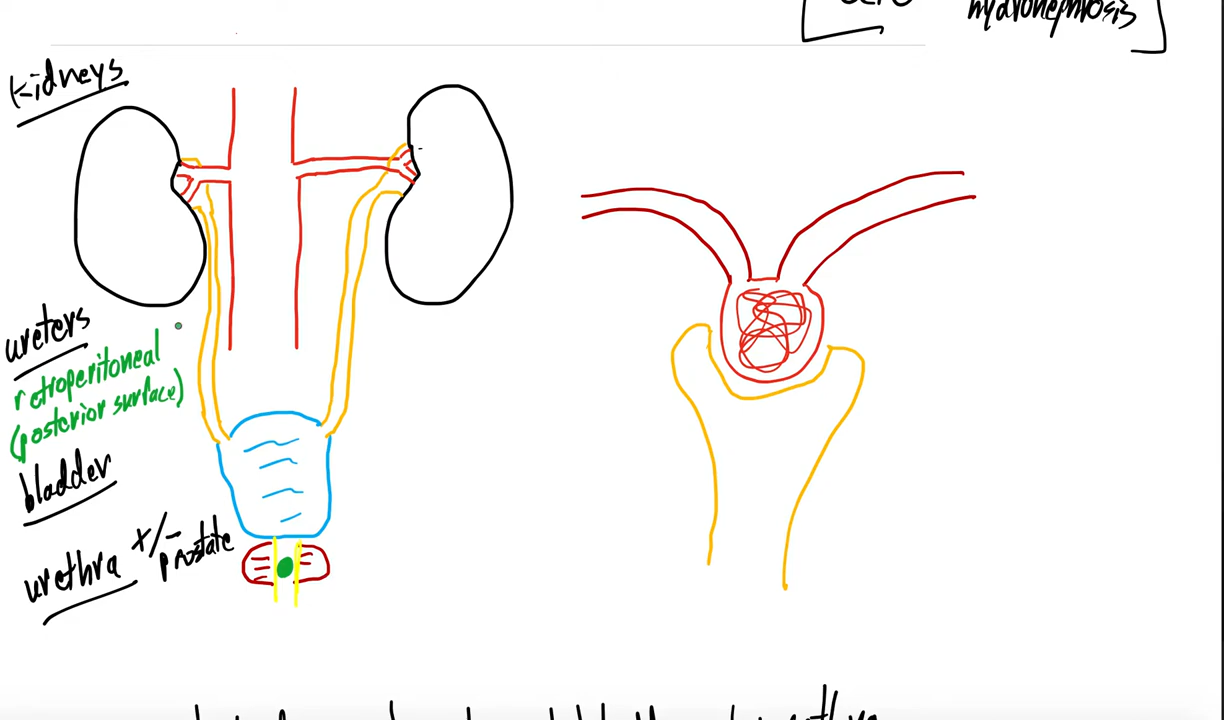 hydronephrosis
kidneys
ureters
retroperitoneal
(posterior surface)
bladder
urethra +/- prostate